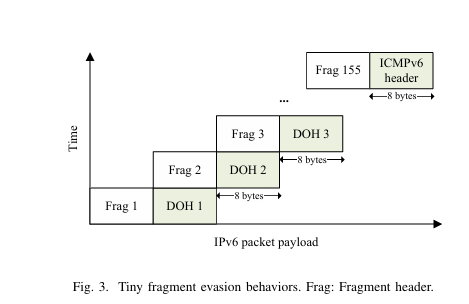 Frag 155 ICMPv6 header
8 bytes
...
Frag 3 DOH 3
8 bytes
Frag 2 DOH 2
8 bytes
Frag 1 DOH 1
Time
IPv6 packet payload
Fig. 3. Tiny fragment evasion behaviors. Frag: Fragment header.